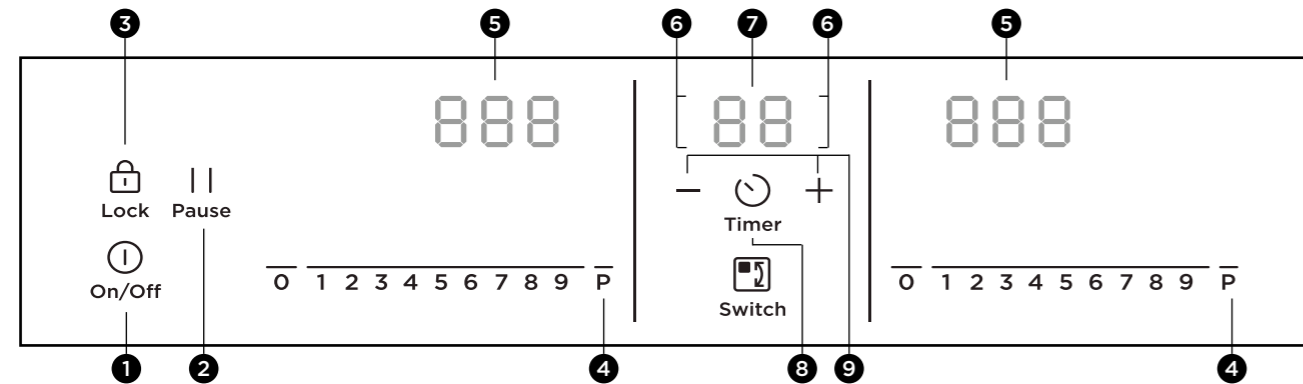 3 5 6 7 6 5
888 88 888
Lock Pause
− +
Timer
On/Off
0 1 2 3 4 5 6 7 8 9 P
Switch
0 1 2 3 4 5 6 7 8 9 P
1 2 4 8 9 4